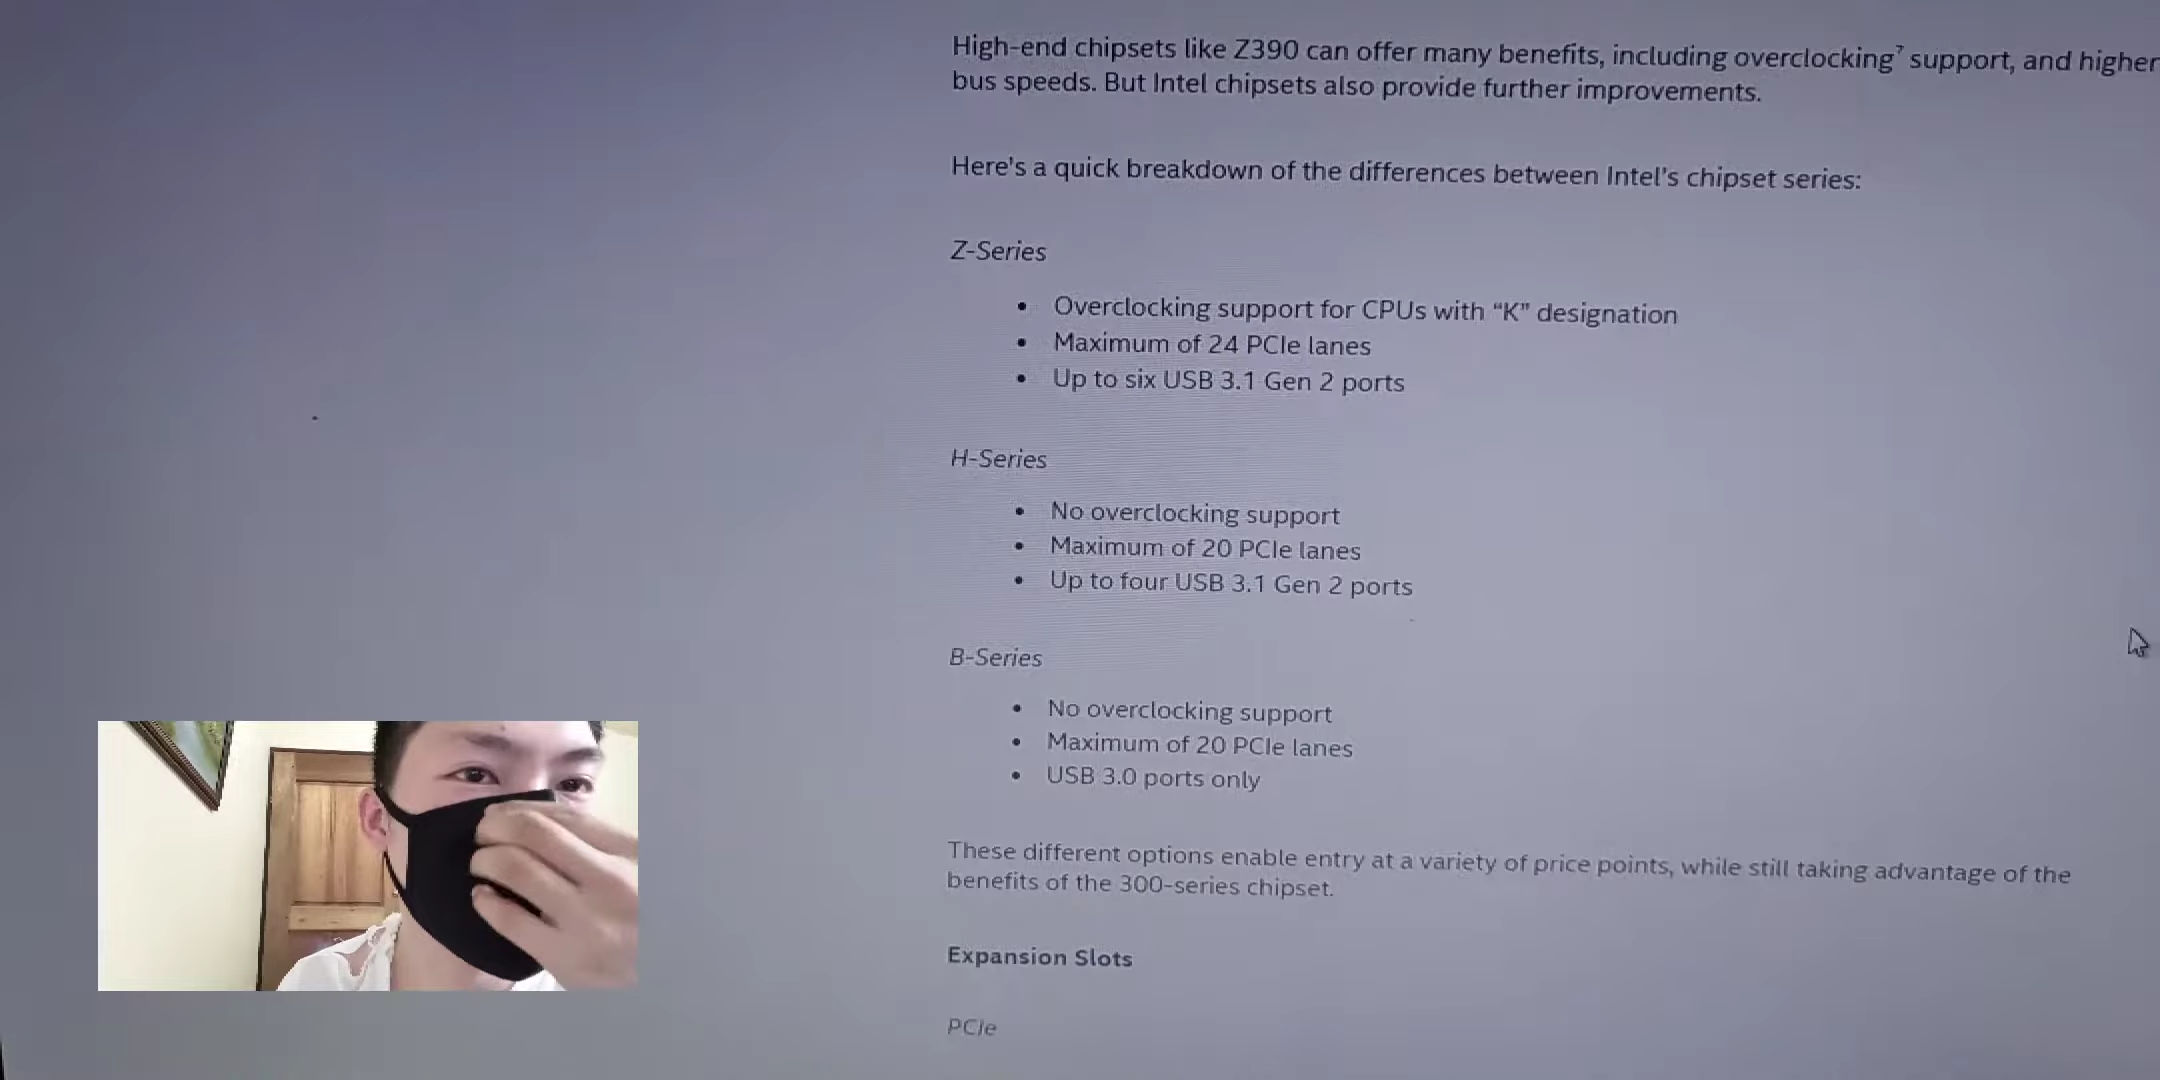 High-end chipsets like Z390 can offer many benefits, including overclocking⁷ support, and higher
bus speeds. But Intel chipsets also provide further improvements.
Here's a quick breakdown of the differences between Intel's chipset series:
Z-Series
• Overclocking support for CPUs with “K” designation
• Maximum of 24 PCIe lanes
• Up to six USB 3.1 Gen 2 ports
H-Series
• No overclocking support
• Maximum of 20 PCIe lanes
• Up to four USB 3.1 Gen 2 ports
B-Series
• No overclocking support
• Maximum of 20 PCIe lanes
• USB 3.0 ports only
These different options enable entry at a variety of price points, while still taking advantage of the
benefits of the 300-series chipset.
Expansion Slots
PCIe